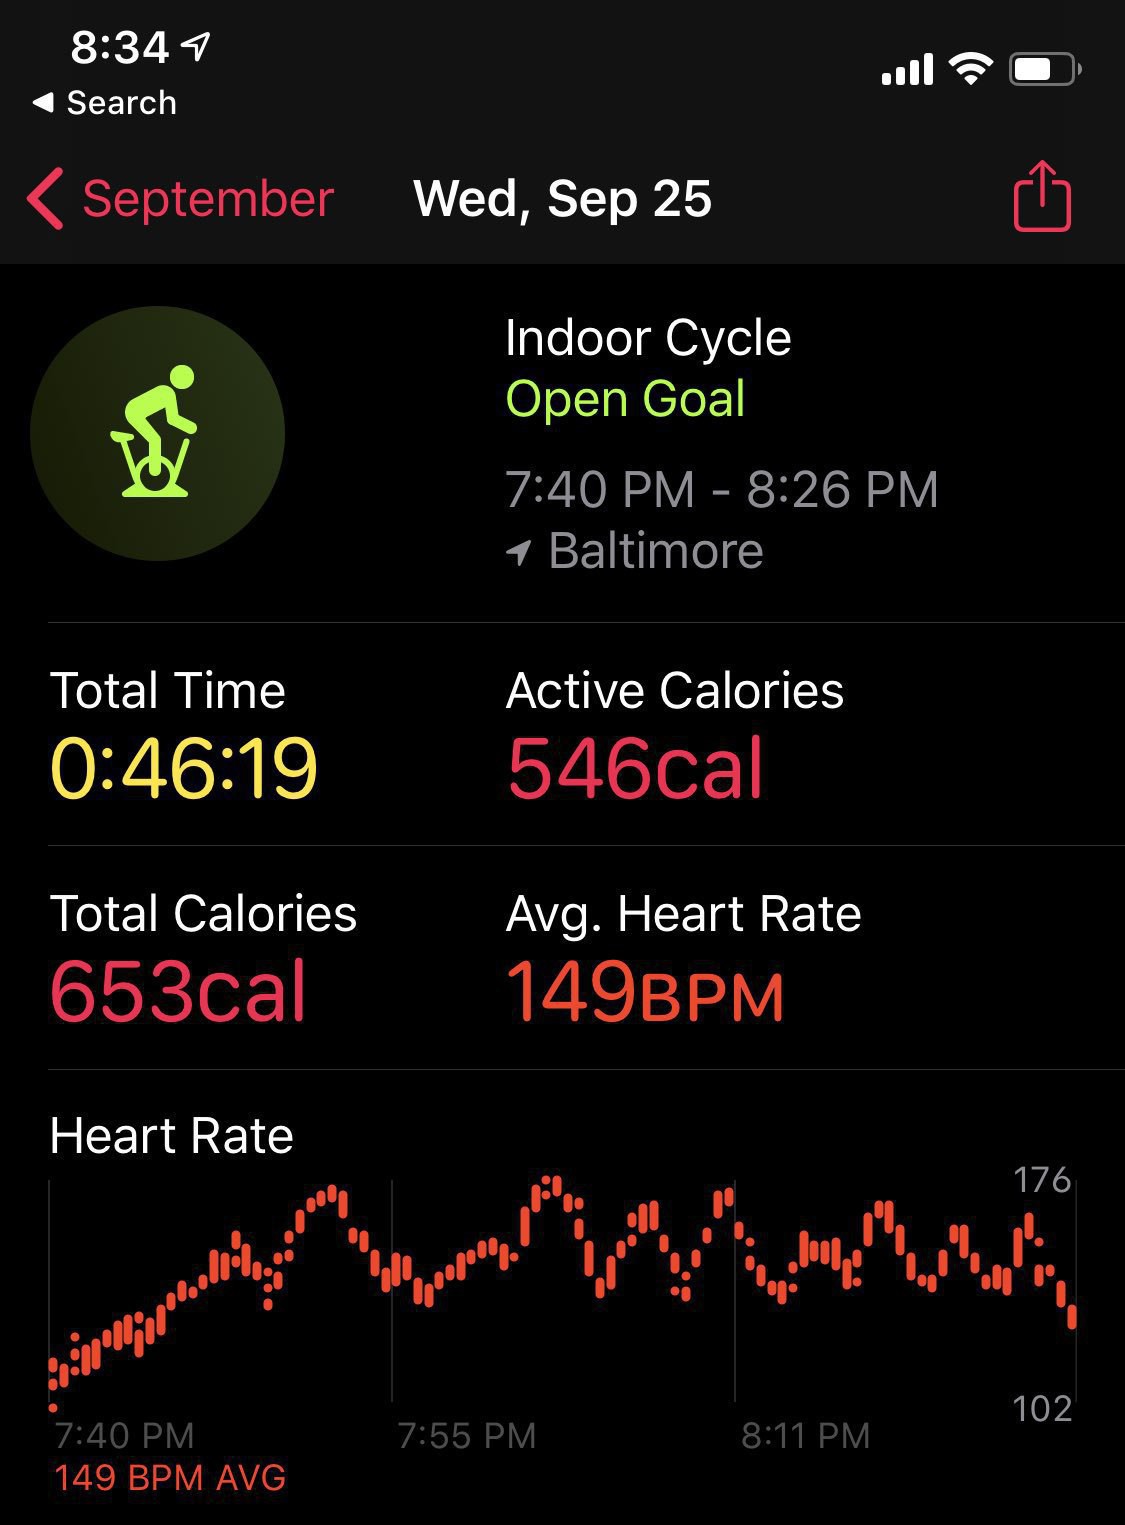 8:34
Search
September
Wed, Sep 25
Indoor Cycle
Open Goal
7:40 PM - 8:26 PM
Baltimore
Total Time
0:46:19
Active Calories
546cal
Total Calories
653cal
Avg. Heart Rate
149BPM
Heart Rate
176
102
7:40 PM
7:55 PM
8:11 PM
149 BPM AVG